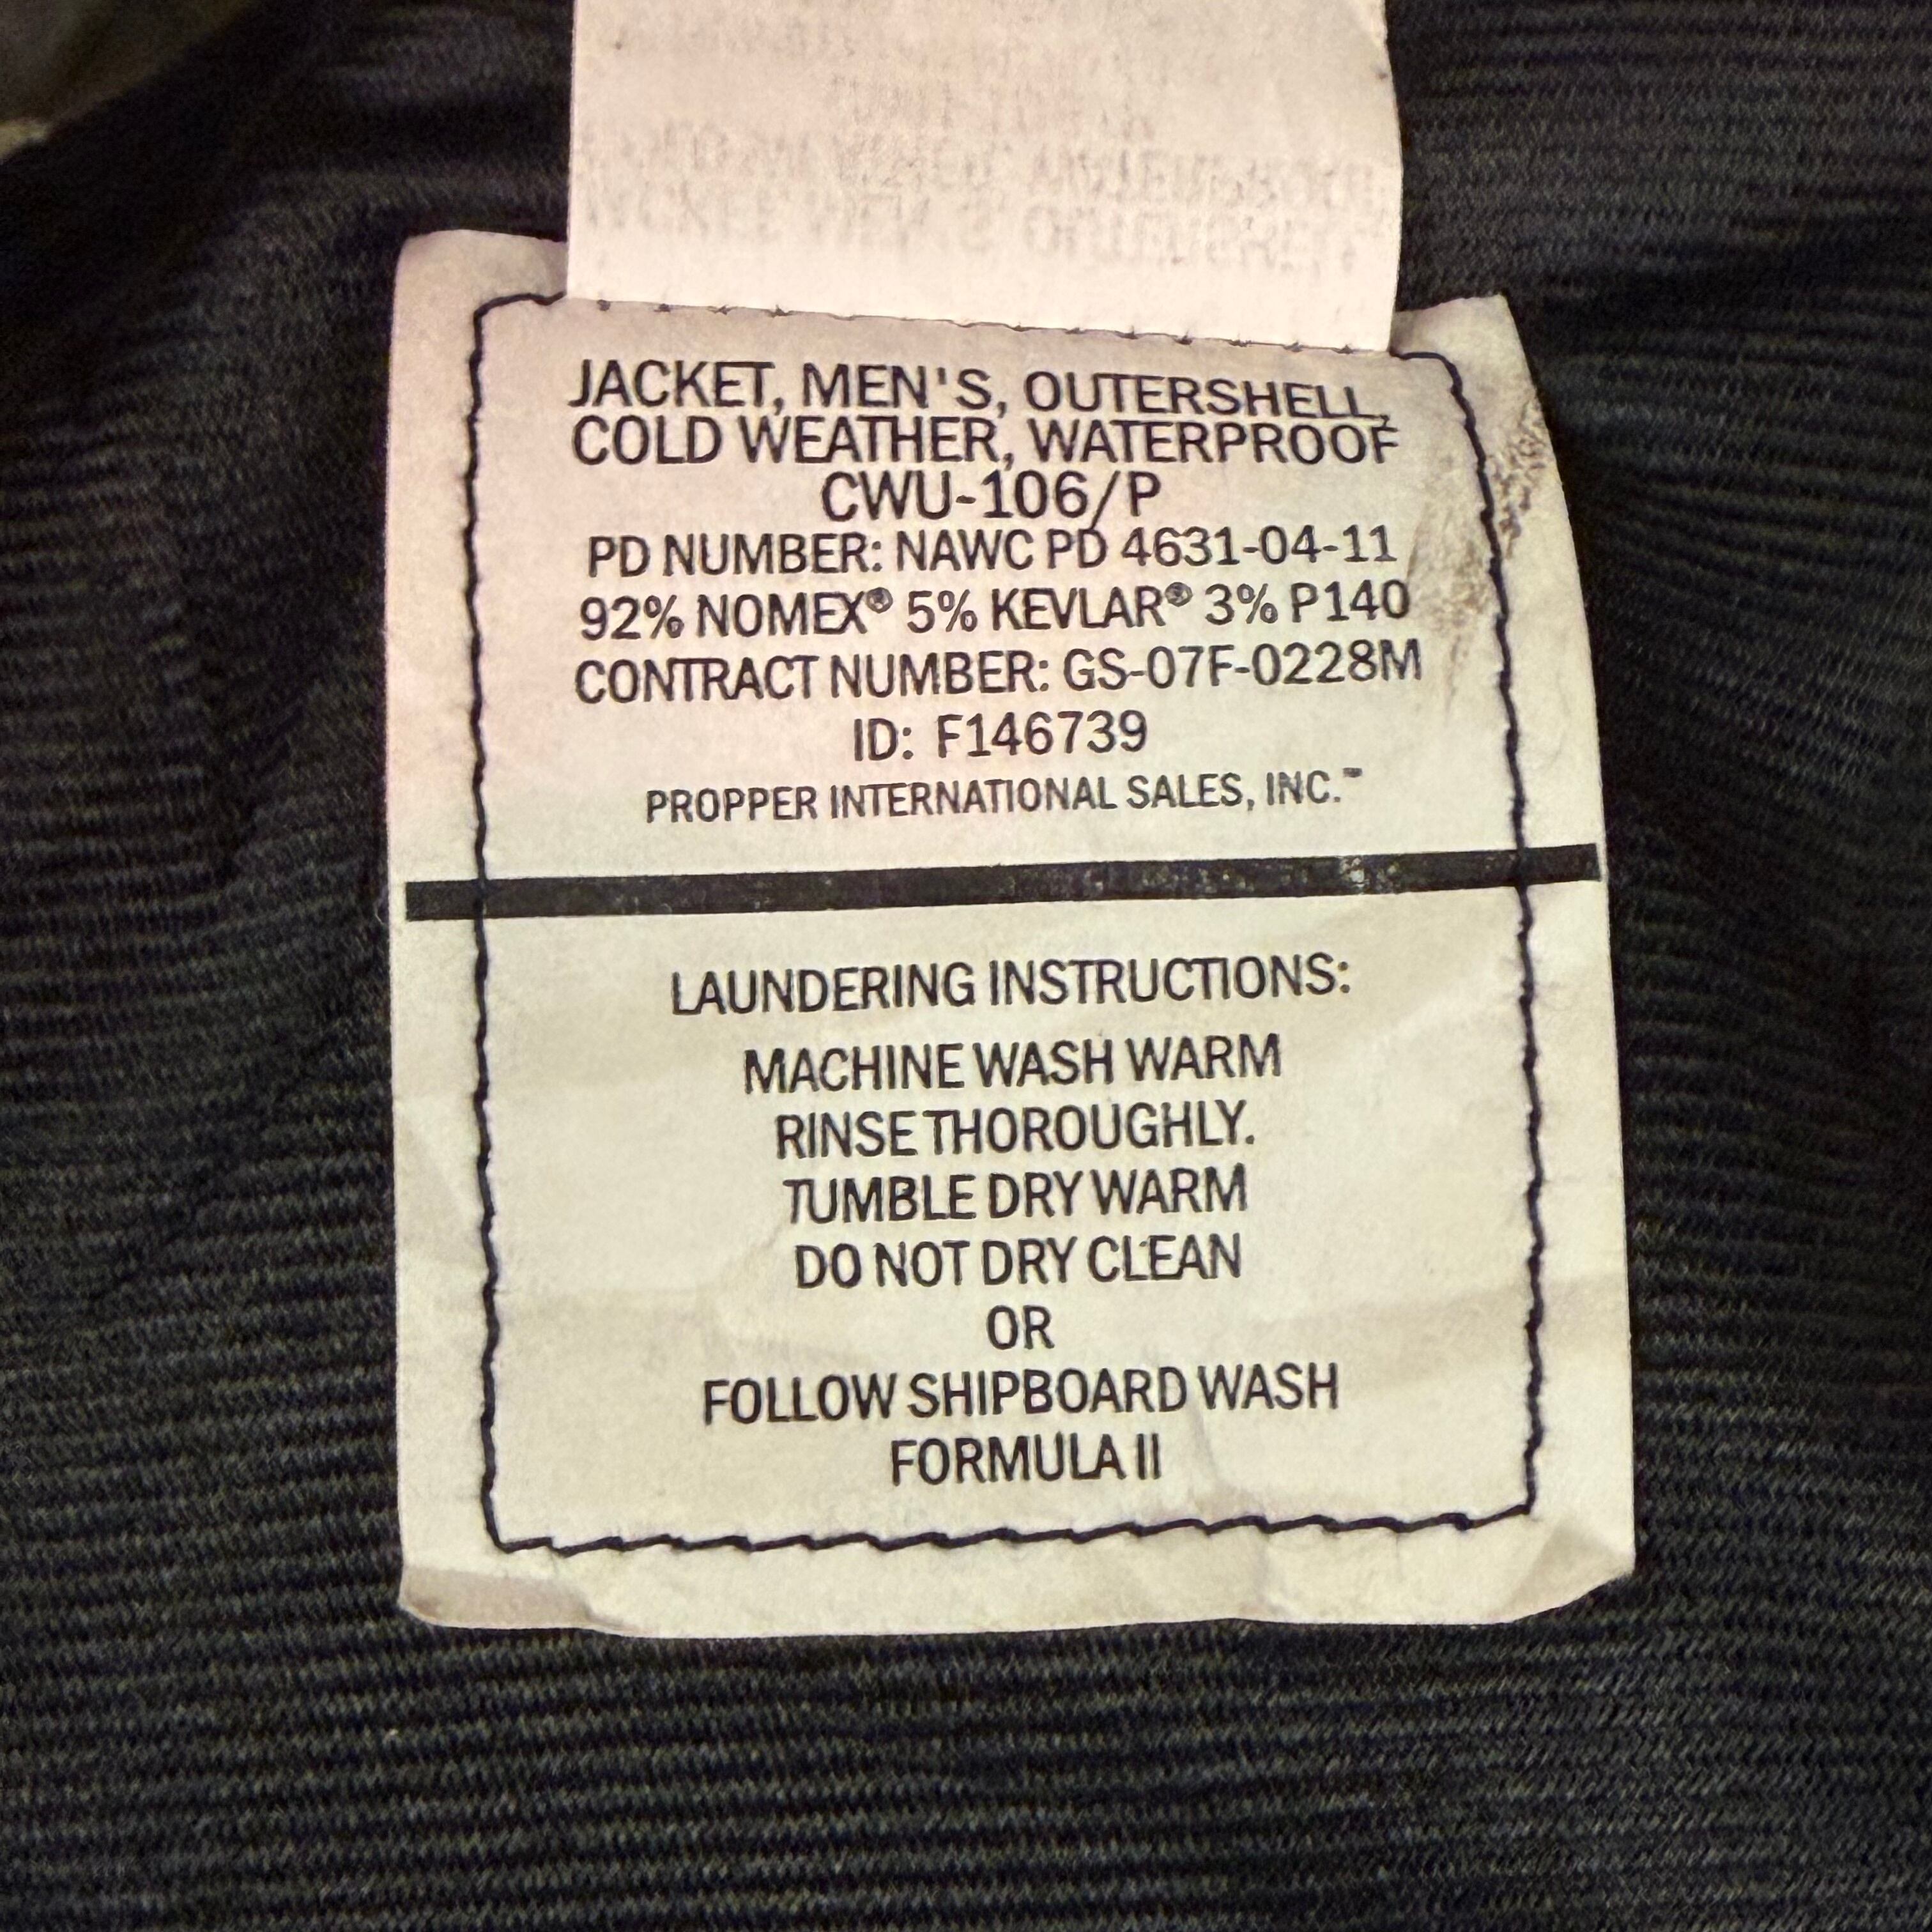 JACKET, MEN'S, OUTERSHELL,
COLD WEATHER, WATERPROOF
CWU-106/P
PD NUMBER: NAWC PD 4631-04-11
92% NOMEX® 5% KEVLAR® 3% P140
CONTRACT NUMBER: GS-07F-0228M
ID: F146739
PROPPER INTERNATIONAL SALES, INC.™
LAUNDERING INSTRUCTIONS:
MACHINE WASH WARM
RINSE THOROUGHLY.
TUMBLE DRY WARM
DO NOT DRY CLEAN
OR
FOLLOW SHIPBOARD WASH
FORMULA II